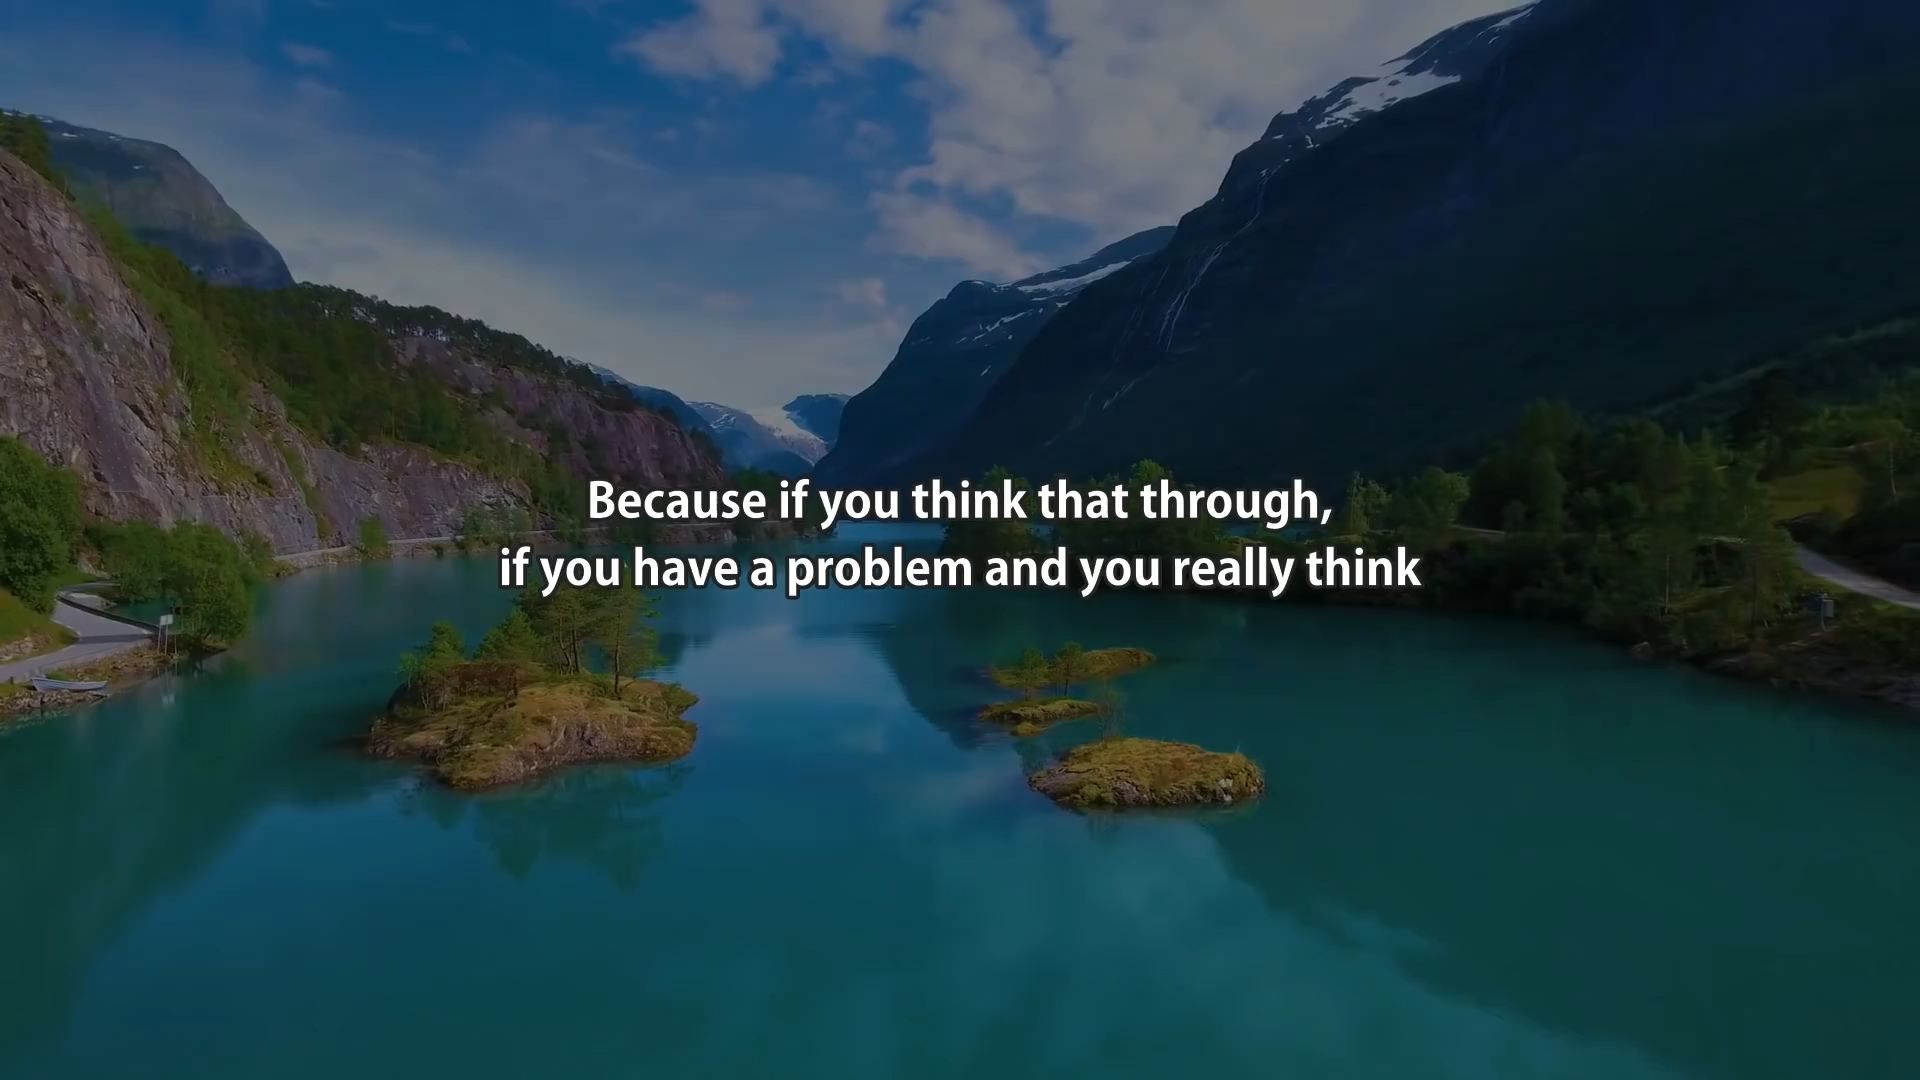 Because if you think that through,
if you have a problem and you really think